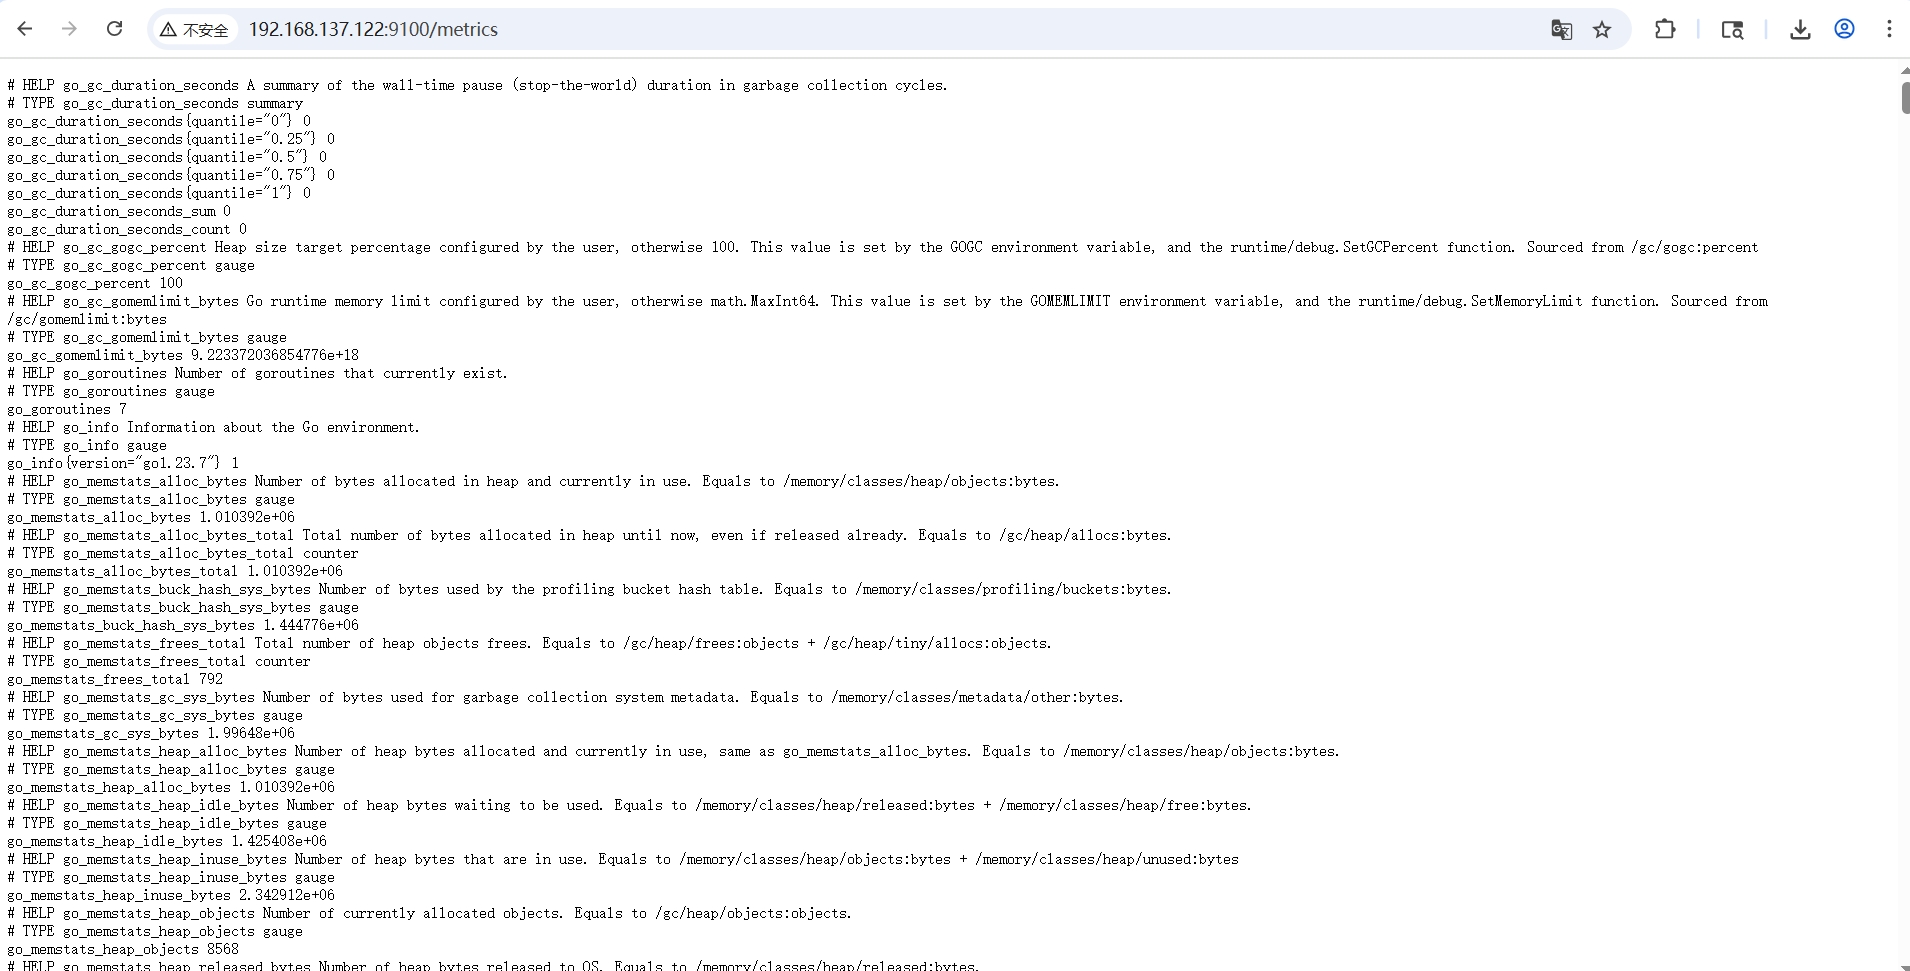 不安全 192.168.137.122:9100/metrics
# HELP go_gc_duration_seconds A summary of the wall-time pause (stop-the-world) duration in garbage collection cycles.
# TYPE go_gc_duration_seconds summary
go_gc_duration_seconds{quantile="0"} 0
go_gc_duration_seconds{quantile="0.25"} 0
go_gc_duration_seconds{quantile="0.5"} 0
go_gc_duration_seconds{quantile="0.75"} 0
go_gc_duration_seconds{quantile="1"} 0
go_gc_duration_seconds_sum 0
go_gc_duration_seconds_count 0
# HELP go_gc_gogc_percent Heap size target percentage configured by the user, otherwise 100. This value is set by the GOGC environment variable, and the runtime/debug.SetGCPercent function. Sourced from /gc/gogc:percent
# TYPE go_gc_gogc_percent gauge
go_gc_gogc_percent 100
# HELP go_gc_gomemlimit_bytes Go runtime memory limit configured by the user, otherwise math.MaxInt64. This value is set by the GOMEMLIMIT environment variable, and the runtime/debug.SetMemoryLimit function. Sourced from
/gc/gomemlimit:bytes
# TYPE go_gc_gomemlimit_bytes gauge
go_gc_gomemlimit_bytes 9.223372036854776e+18
# HELP go_goroutines Number of goroutines that currently exist.
# TYPE go_goroutines gauge
go_goroutines 7
# HELP go_info Information about the Go environment.
# TYPE go_info gauge
go_info{version="go1.23.7"} 1
# HELP go_memstats_alloc_bytes Number of bytes allocated in heap and currently in use. Equals to /memory/classes/heap/objects:bytes.
# TYPE go_memstats_alloc_bytes gauge
go_memstats_alloc_bytes 1.010392e+06
# HELP go_memstats_alloc_bytes_total Total number of bytes allocated in heap until now, even if released already. Equals to /gc/heap/allocs:bytes.
# TYPE go_memstats_alloc_bytes_total counter
go_memstats_alloc_bytes_total 1.010392e+06
# HELP go_memstats_buck_hash_sys_bytes Number of bytes used by the profiling bucket hash table. Equals to /memory/classes/profiling/buckets:bytes.
# TYPE go_memstats_buck_hash_sys_bytes gauge
go_memstats_buck_hash_sys_bytes 1.444776e+06
# HELP go_memstats_frees_total Total number of heap objects frees. Equals to /gc/heap/frees:objects + /gc/heap/tiny/allocs:objects.
# TYPE go_memstats_frees_total counter
go_memstats_frees_total 792
# HELP go_memstats_gc_sys_bytes Number of bytes used for garbage collection system metadata. Equals to /memory/classes/metadata/other:bytes.
# TYPE go_memstats_gc_sys_bytes gauge
go_memstats_gc_sys_bytes 1.99648e+06
# HELP go_memstats_heap_alloc_bytes Number of heap bytes allocated and currently in use, same as go_memstats_alloc_bytes. Equals to /memory/classes/heap/objects:bytes.
# TYPE go_memstats_heap_alloc_bytes gauge
go_memstats_heap_alloc_bytes 1.010392e+06
# HELP go_memstats_heap_idle_bytes Number of heap bytes waiting to be used. Equals to /memory/classes/heap/released:bytes + /memory/classes/heap/free:bytes.
# TYPE go_memstats_heap_idle_bytes gauge
go_memstats_heap_idle_bytes 1.425408e+06
# HELP go_memstats_heap_inuse_bytes Number of heap bytes that are in use. Equals to /memory/classes/heap/objects:bytes + /memory/classes/heap/unused:bytes
# TYPE go_memstats_heap_inuse_bytes gauge
go_memstats_heap_inuse_bytes 2.342912e+06
# HELP go_memstats_heap_objects Number of currently allocated objects. Equals to /gc/heap/objects:objects.
# TYPE go_memstats_heap_objects gauge
go_memstats_heap_objects 8568
# HELP go_memstats_heap_released_bytes Number of heap bytes released to OS. Equals to /memory/classes/heap/released:bytes.